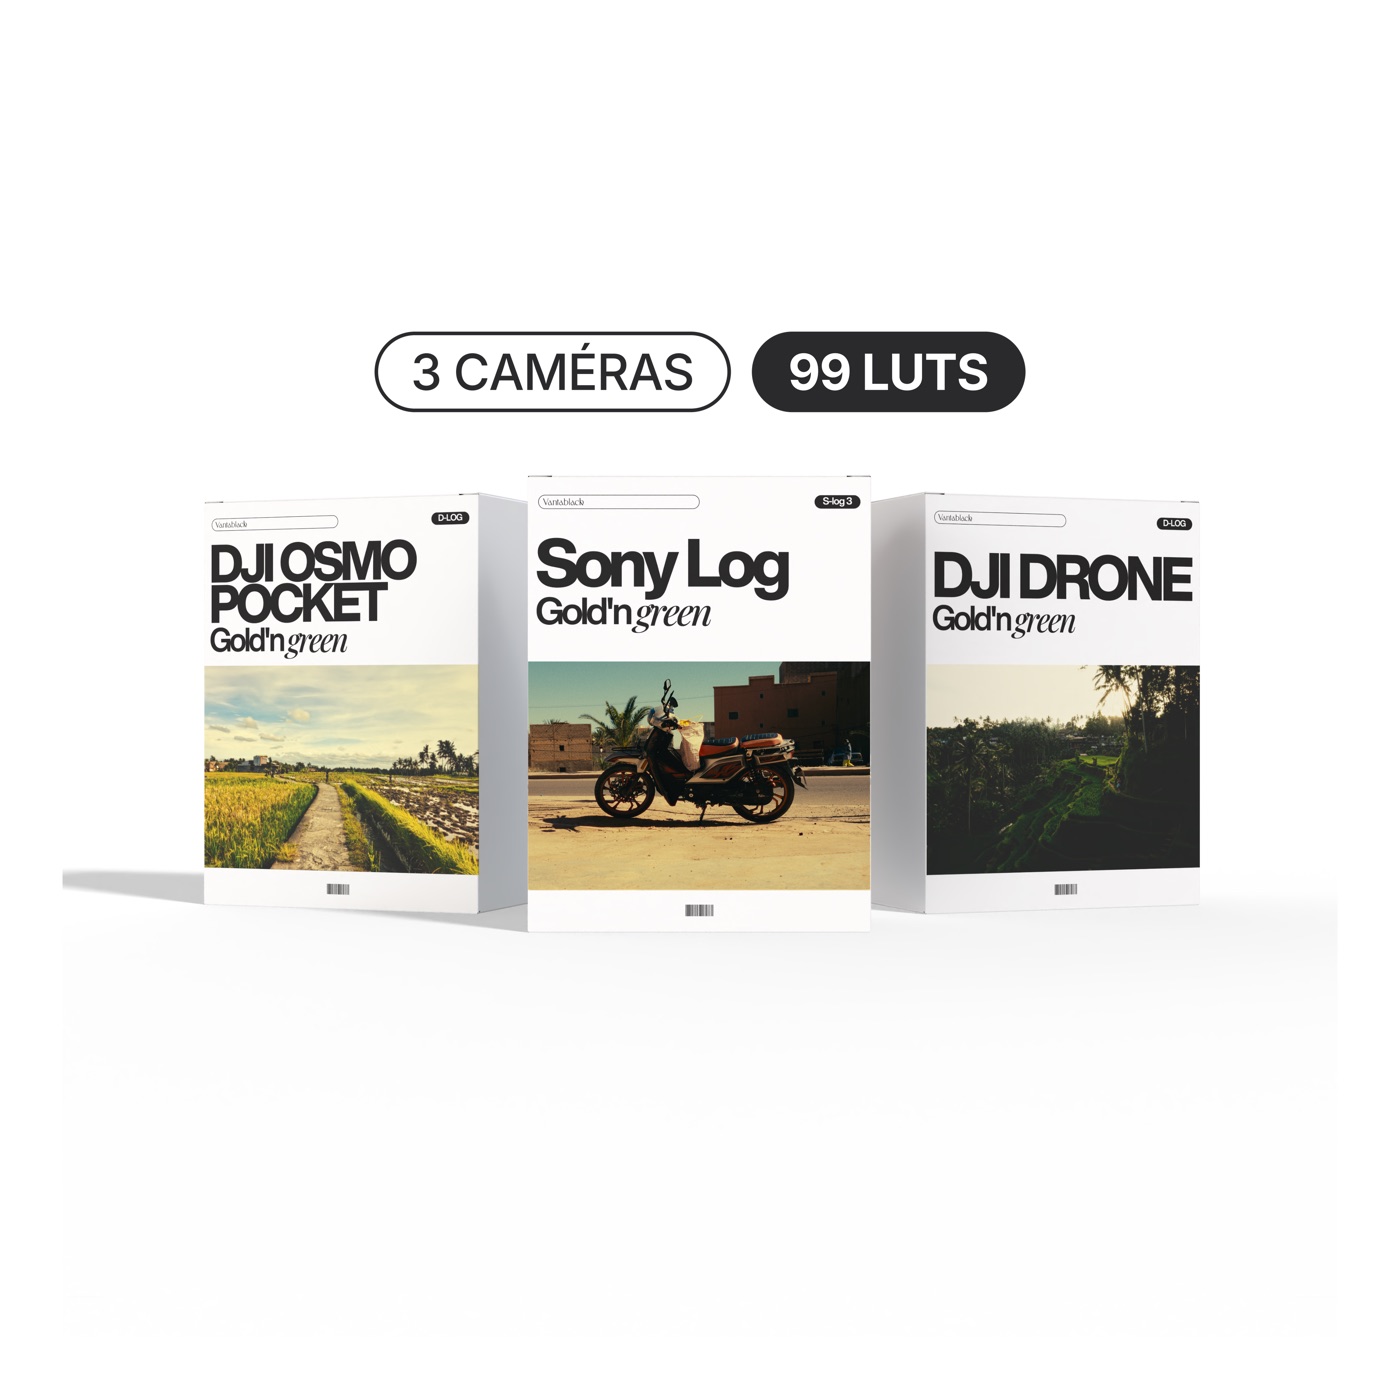 3 CAMÉRAS
99 LUTS
Vantablack
D-LOG
DJI OSMO
POCKET
Gold'n green
Vantablack
S-log 3
Sony Log
Gold'n green
Vantablack
D-LOG
DJI DRONE
Gold'n green